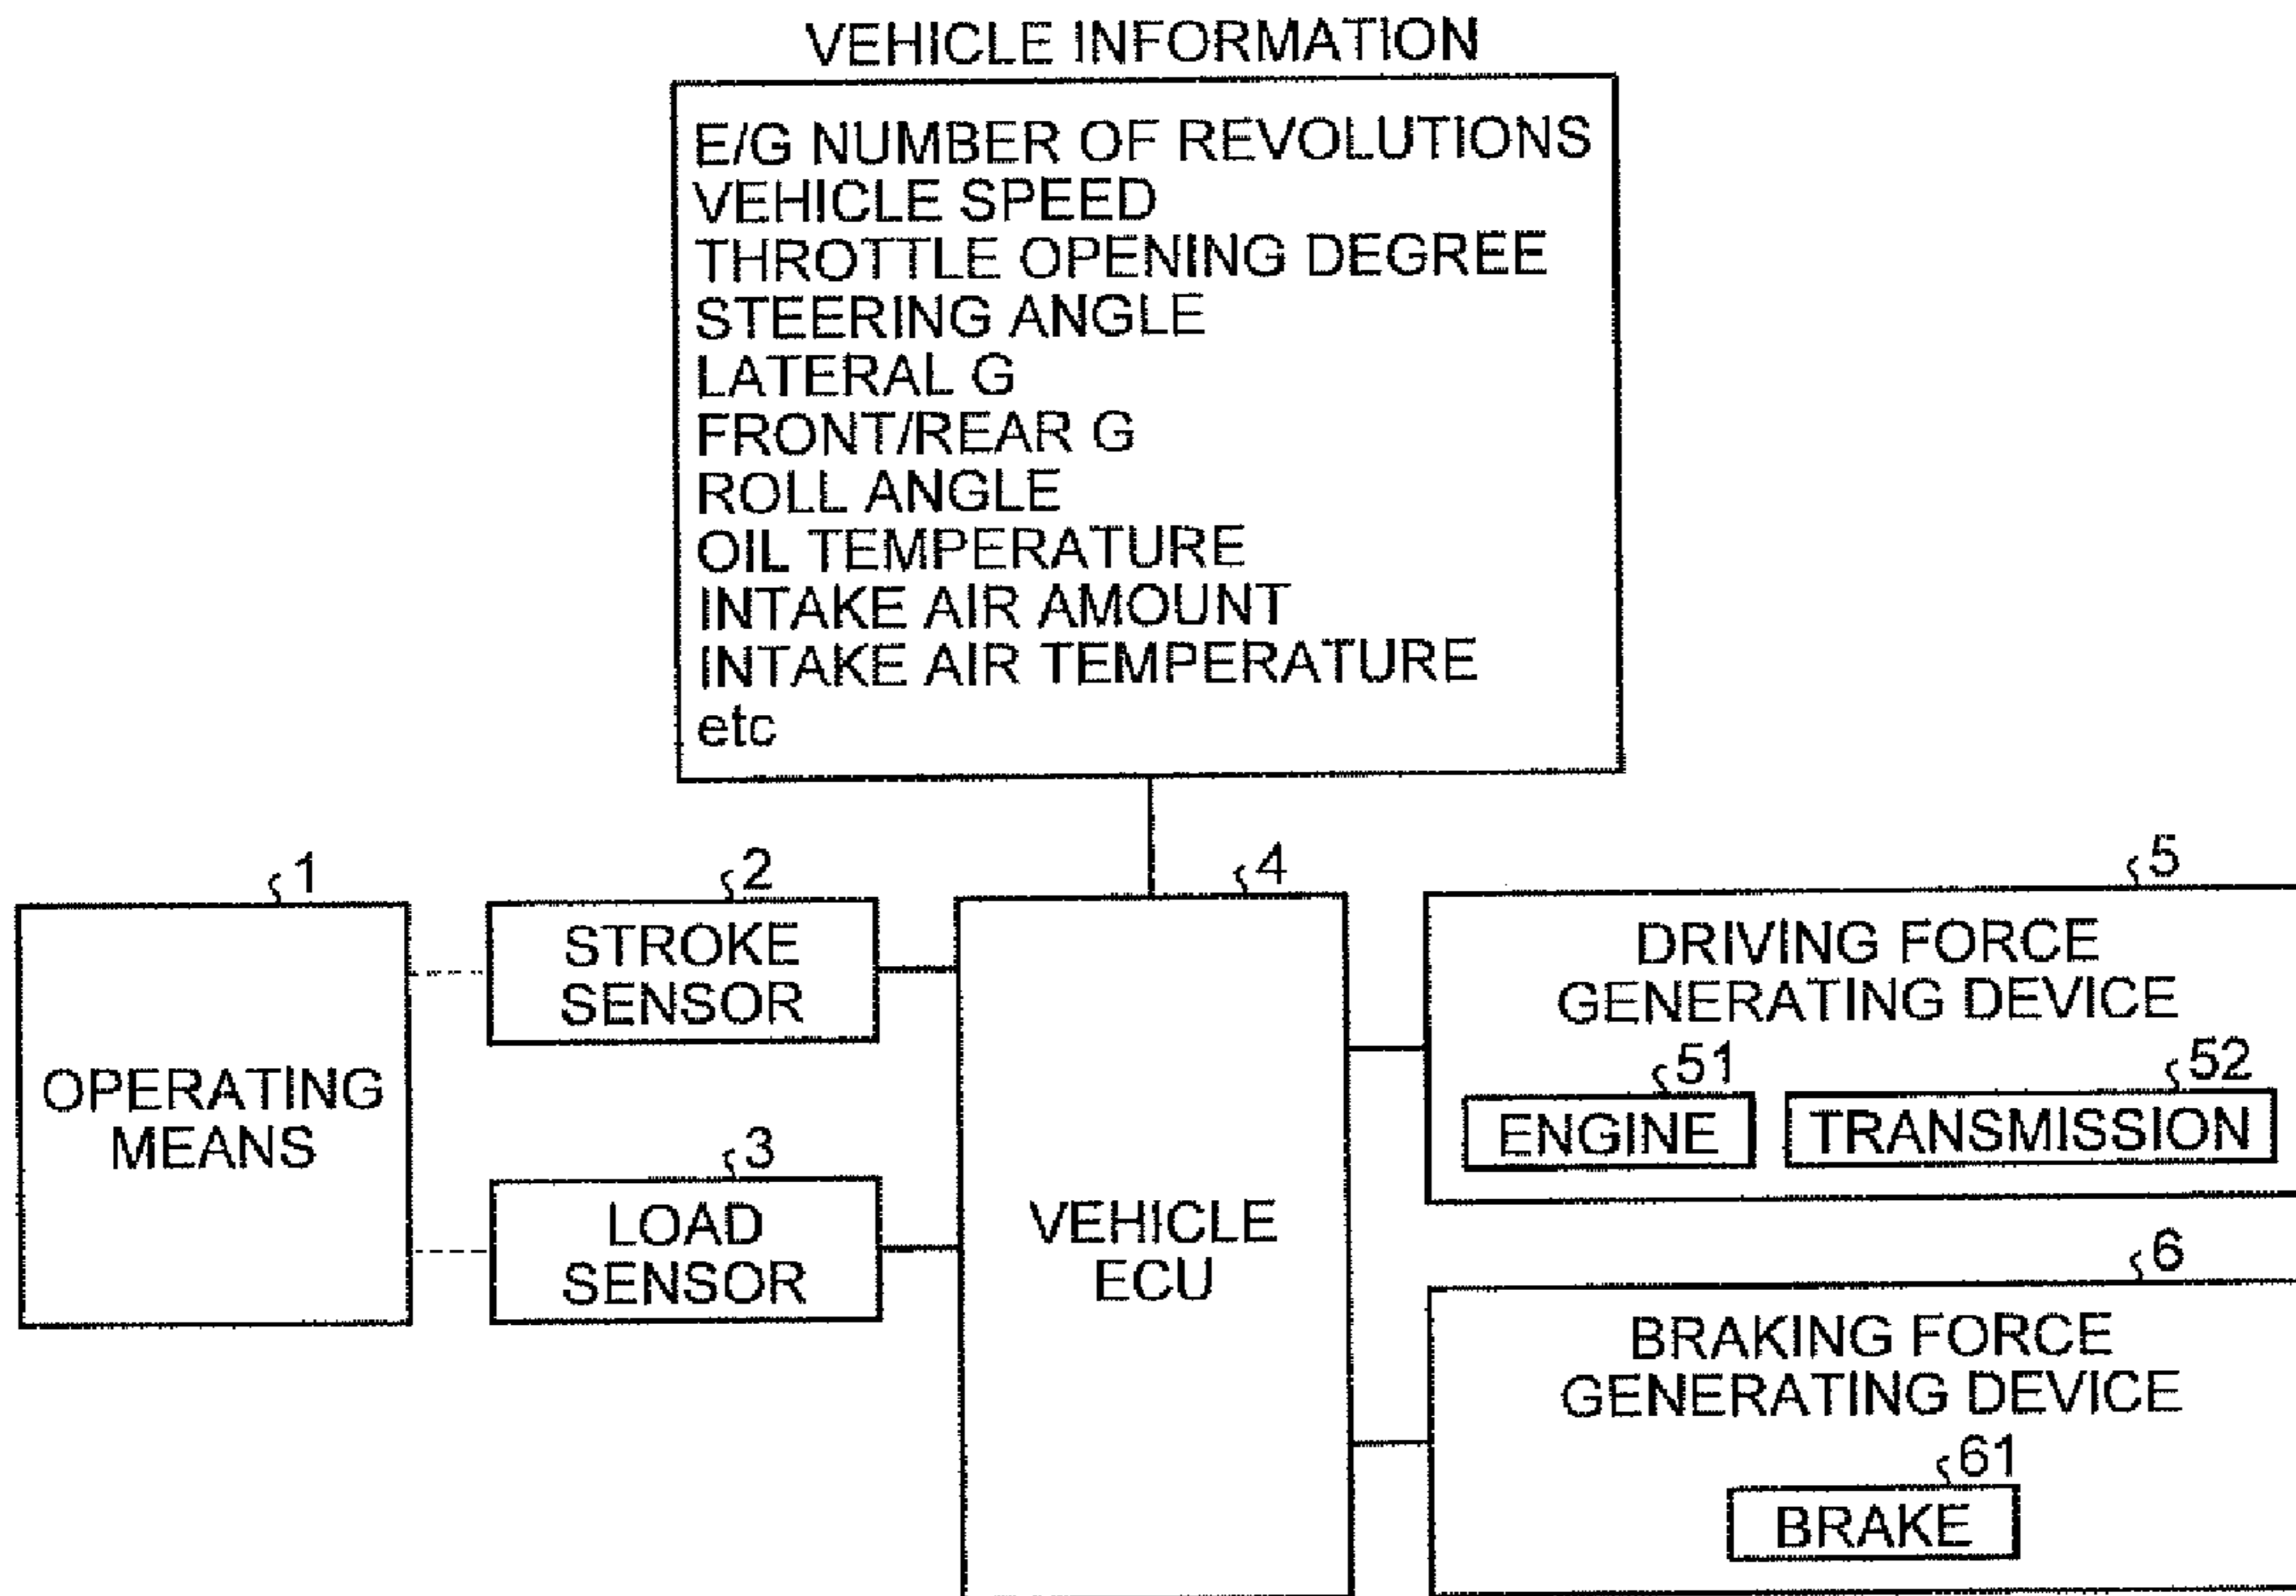 VEHICLE INFORMATION
E/G NUMBER OF REVOLUTIONS
VEHICLE SPEED
THROTTLE OPENING DEGREE
STEERING ANGLE
LATERAL G
FRONT/REAR G
ROLL ANGLE
OIL TEMPERATURE
INTAKE AIR AMOUNT
INTAKE AIR TEMPERATURE
etc
1
OPERATING
MEANS
2
STROKE
SENSOR
3
LOAD
SENSOR
4
VEHICLE
ECU
5
DRIVING FORCE
GENERATING DEVICE
51
ENGINE
52
TRANSMISSION
6
BRAKING FORCE
GENERATING DEVICE
61
BRAKE